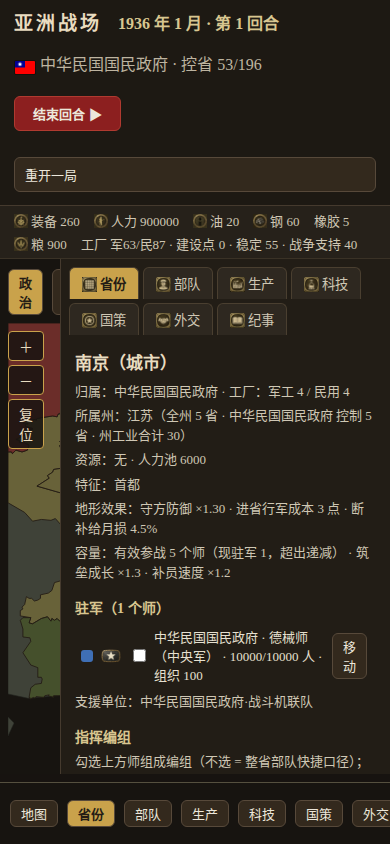 亚洲战场 1936 年 1 月 · 第 1 回合
中华民国国民政府 · 控省 53/196
结束回合 ▶
重开一局
装备 260 人力 900000 油 20 钢 60 橡胶 5
粮 900 工厂 军63/民87 · 建设点 0 · 稳定 55 · 战争支持 40
政治
＋
－
复位
省份 部队 生产 科技
国策 外交 纪事
南京（城市）
归属：中华民国国民政府 · 工厂：军工 4 / 民用 4
所属州：江苏（全州 5 省 · 中华民国国民政府 控制 5
省 · 州工业合计 30）
资源：无 · 人力池 6000
特征：首都
地形效果：守方防御 ×1.30 · 进省行军成本 3 点 · 断
补给月损 4.5%
容量：有效参战 5 个师（现驻军 1，超出递减） · 筑
垒成长 ×1.3 · 补员速度 ×1.2
驻军（1 个师）
中华民国国民政府 · 德械师
（中央军） · 10000/10000 人 ·
组织 100
移动
支援单位：中华民国国民政府·战斗机联队
指挥编组
勾选上方师组成编组（不选 = 整省部队快捷口径）；
地图 省份 部队 生产 科技 国策 外交